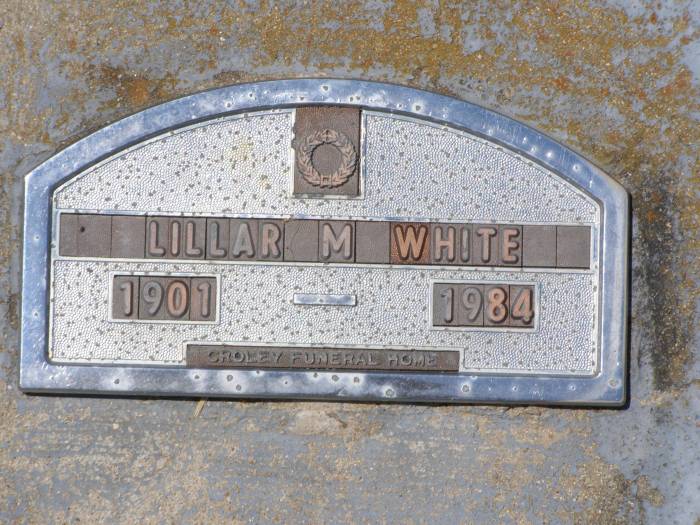 LILLAR M WHITE
1901 — 1984
CROLEY FUNERAL HOME